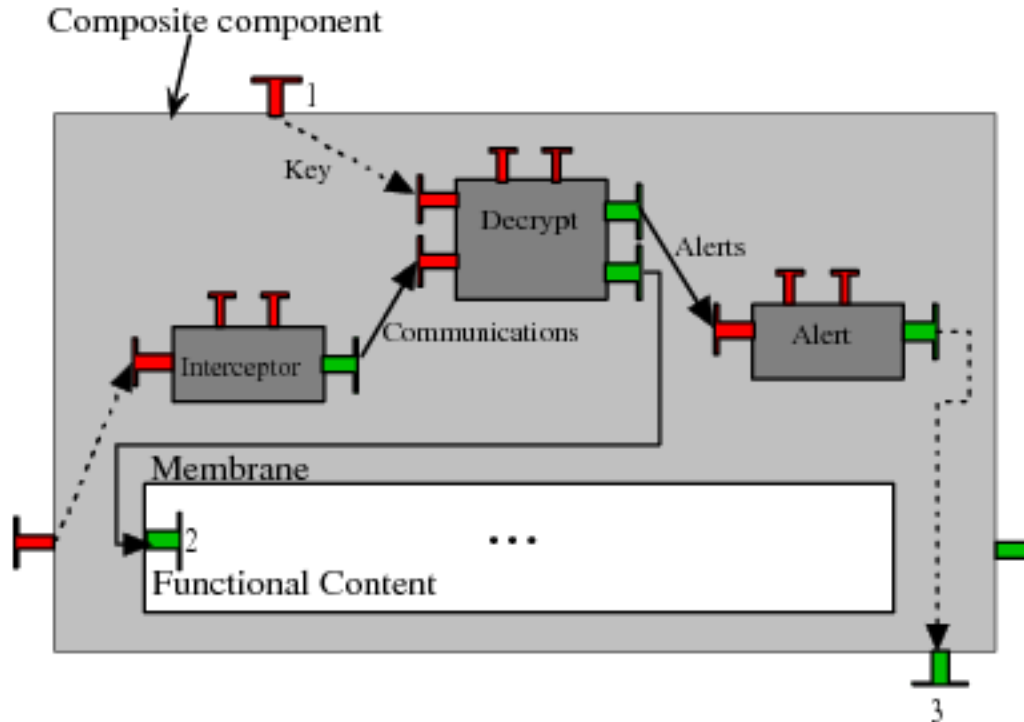 Composite component
1
Key
Decrypt
Alerts
Communications
Alert
Interceptor
Membrane
2
...
Functional Content
3